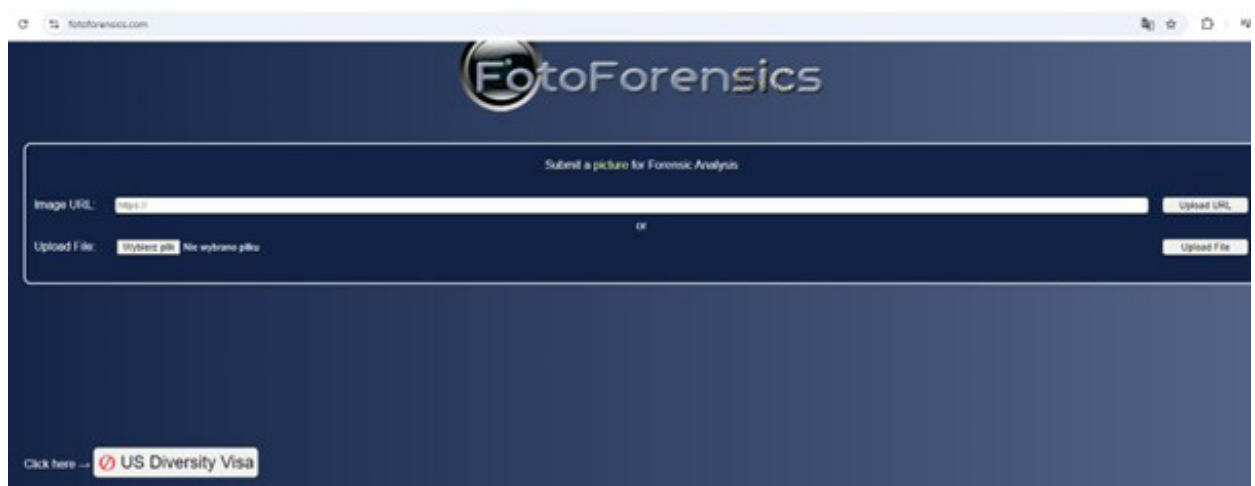 fotoforensics.com
FotoForensics
Submit a picture for Forensic Analysis
Image URL: https:// Upload URL
or
Upload File: Wybierz plik Nie wybrano pliku Upload File
Click here → US Diversity Visa